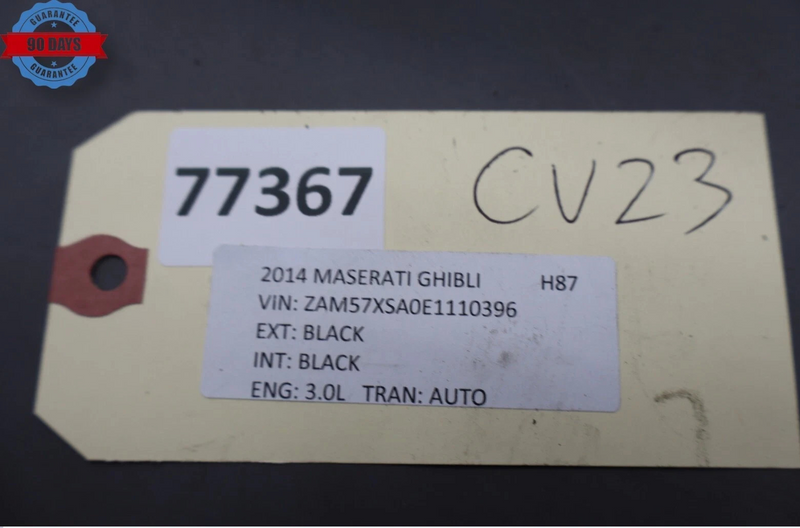 GUARANTEE
90 DAYS
GUARANTEE
77367
CV23
2014 MASERATI GHIBLI H87
VIN: ZAM57XSA0E1110396
EXT: BLACK
INT: BLACK
ENG: 3.0L TRAN: AUTO